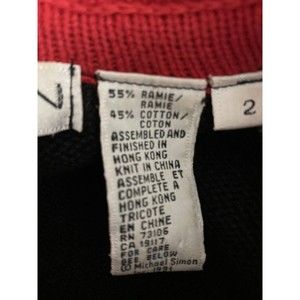 55% RAMIE/
RAMIE
45% COTTON/
COTON
ASSEMBLED AND
FINISHED IN
HONG KONG
KNIT IN CHINA
ASSEMBLE ET
COMPLETE A
HONG KONG
TRICOTE
EN CHINE
RN 73106
CA 19117
FOR CARE
SEE BELOW
© Michael Simon
1991
2